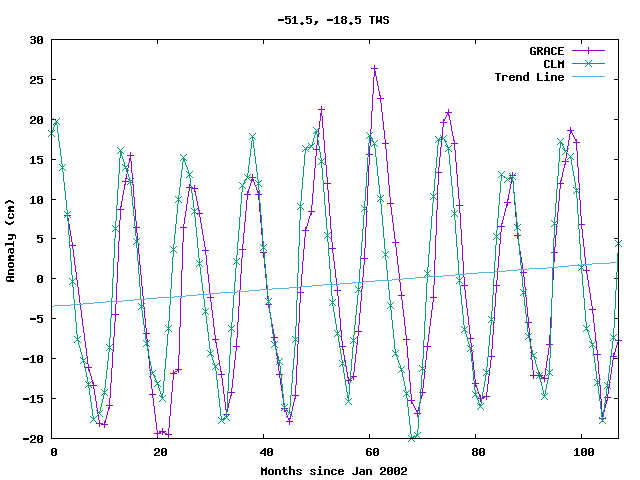 -51.5, -18.5 TWS
GRACE
CLM
Trend Line
Anomaly (cm)
30
25
20
15
10
5
0
-5
-10
-15
-20
0 20 40 60 80 100
Months since Jan 2002